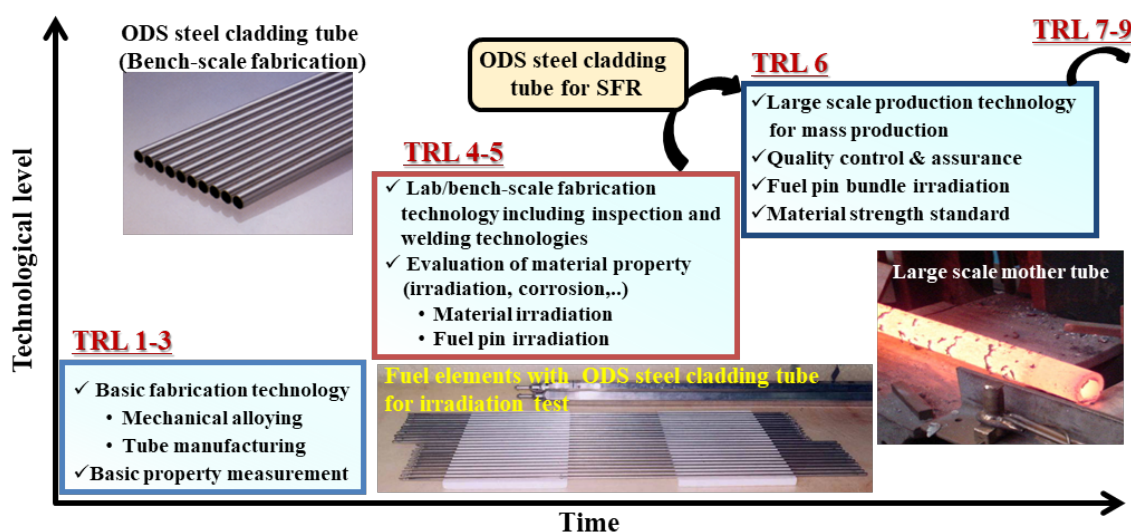 ODS steel cladding tube
(Bench-scale fabrication)
ODS steel cladding
tube for SFR
TRL 7-9
TRL 6
✓Large scale production technology
for mass production
✓Quality control & assurance
✓Fuel pin bundle irradiation
✓Material strength standard
TRL 4-5
✓ Lab/bench-scale fabrication
technology including inspection and
welding technologies
✓ Evaluation of material property
(irradiation, corrosion,..)
• Material irradiation
• Fuel pin irradiation
Large scale mother tube
TRL 1-3
✓ Basic fabrication technology
• Mechanical alloying
• Tube manufacturing
✓Basic property measurement
Fuel elements with ODS steel cladding tube
for irradiation test
Technological level
Time